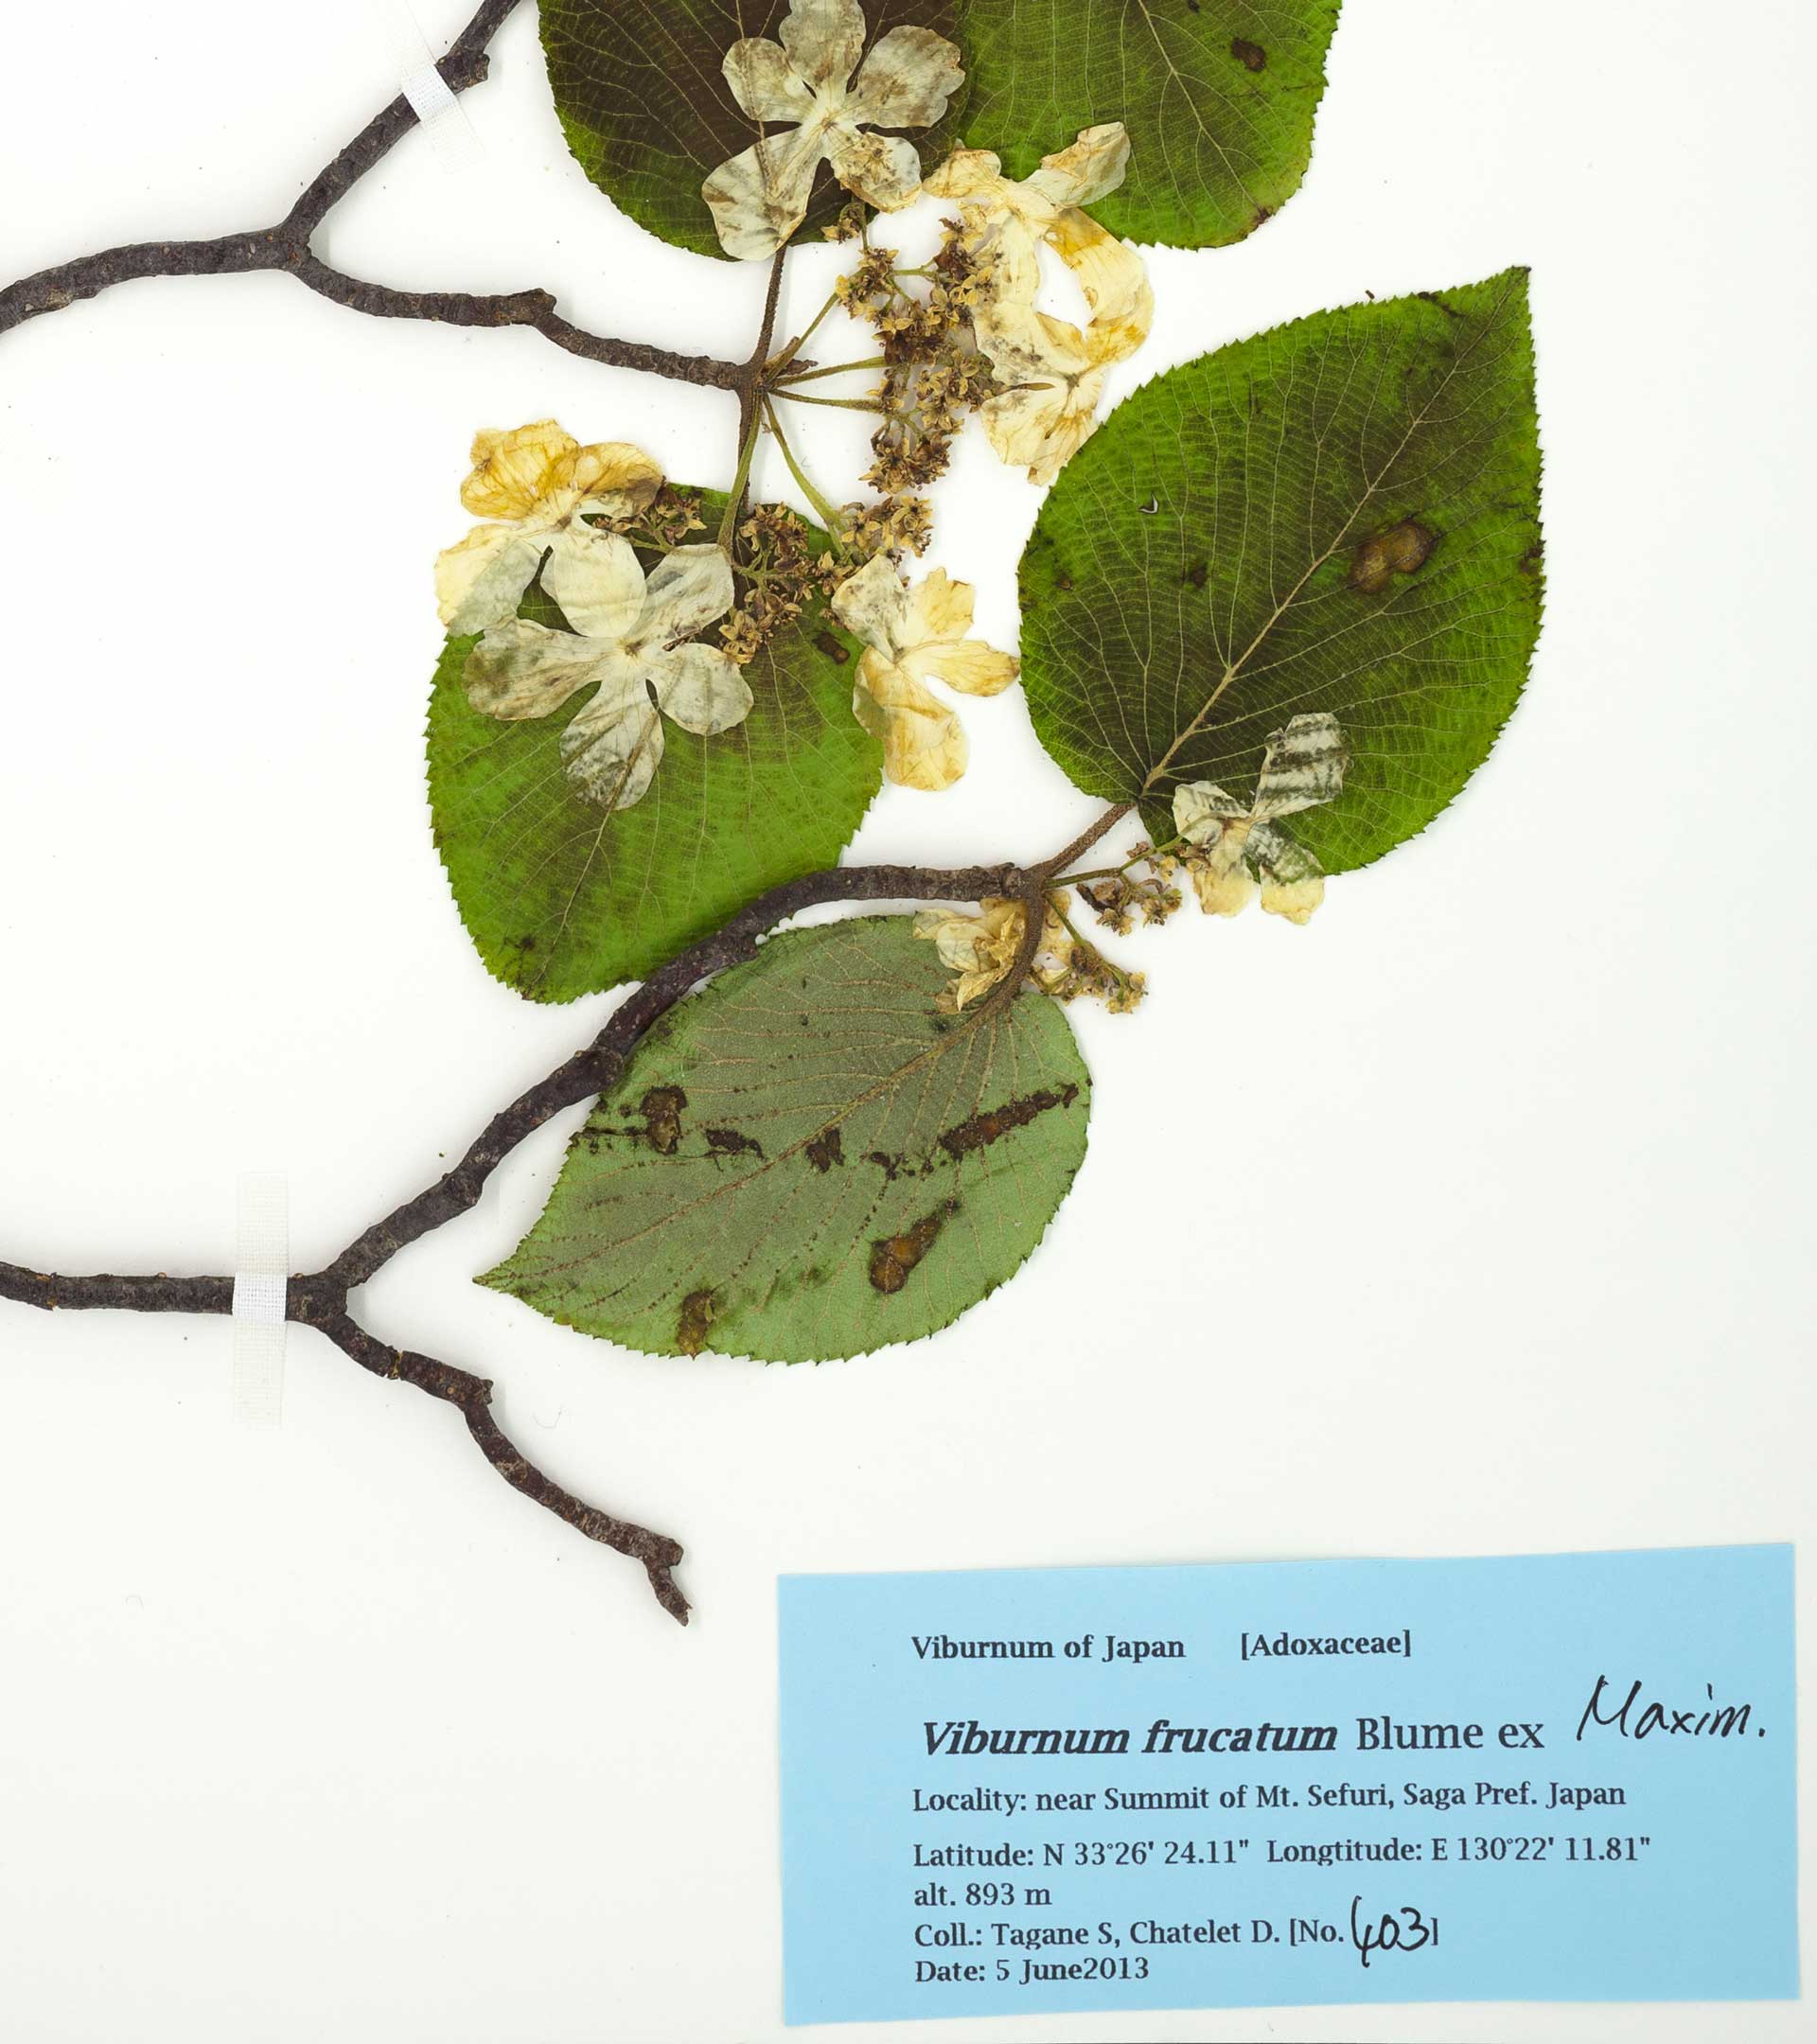 Viburnum of Japan [Adoxaceae]
Viburnum frucatum Blume ex Maxim.
Locality: near Summit of Mt. Sefuri, Saga Pref. Japan
Latitude: N 33°26' 24.11" Longtitude: E 130°22' 11.81"
alt. 893 m
Coll.: Tagane S, Chatelet D. [No. 403]
Date: 5 June2013